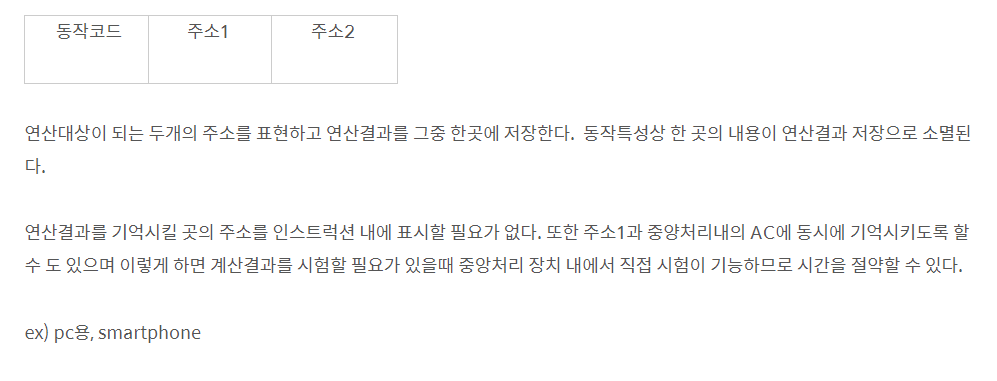 동작코드 주소1 주소2
연산대상이 되는 두개의 주소를 표현하고 연산결과를 그중 한곳에 저장한다. 동작특성상 한 곳의 내용이 연산결과 저장으로 소멸된
다.
연산결과를 기억시킬 곳의 주소를 인스트럭션 내에 표시할 필요가 없다. 또한 주소1과 중앙처리내의 AC에 동시에 기억시키도록 할
수 도 있으며 이렇게 하면 계산결과를 시험할 필요가 있을때 중앙처리 장치 내에서 직접 시험이 기능하므로 시간을 절약할 수 있다.
ex) pc용, smartphone